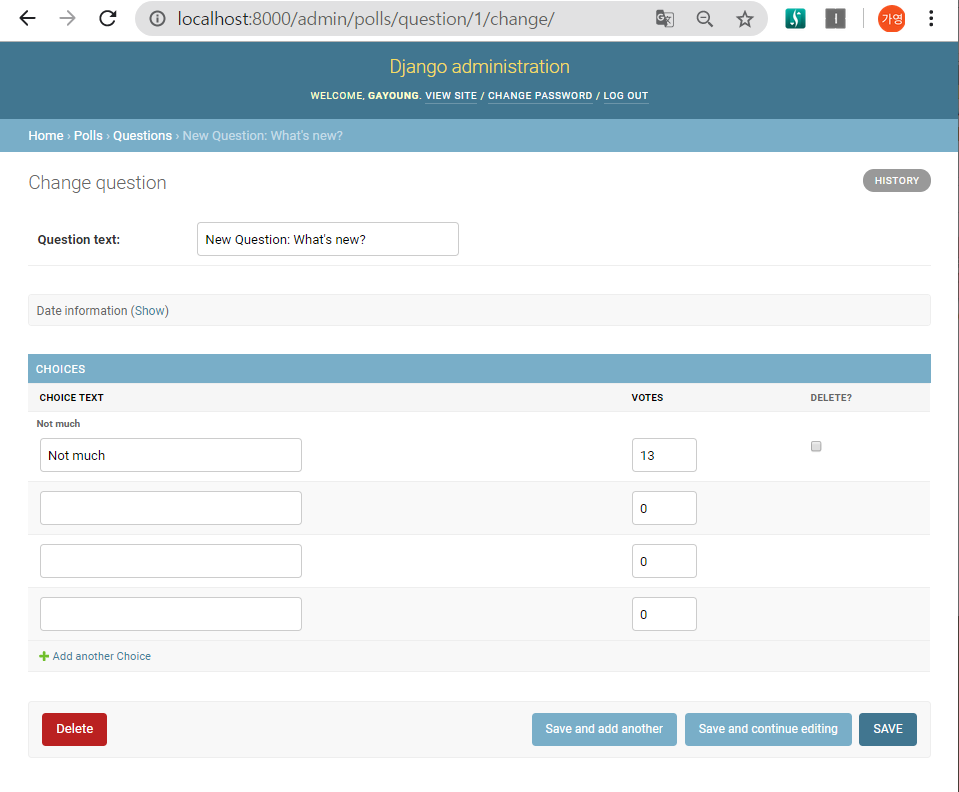 localhost:8000/admin/polls/question/1/change/
가영
Django administration
WELCOME, GAYOUNG. VIEW SITE / CHANGE PASSWORD / LOG OUT
Home › Polls › Questions › New Question: What's new?
Change question
HISTORY
Question text:
New Question: What's new?
Date information (Show)
CHOICES
CHOICE TEXT VOTES DELETE?
Not much
Not much 13
0
0
0
Add another Choice
Delete Save and add another Save and continue editing SAVE